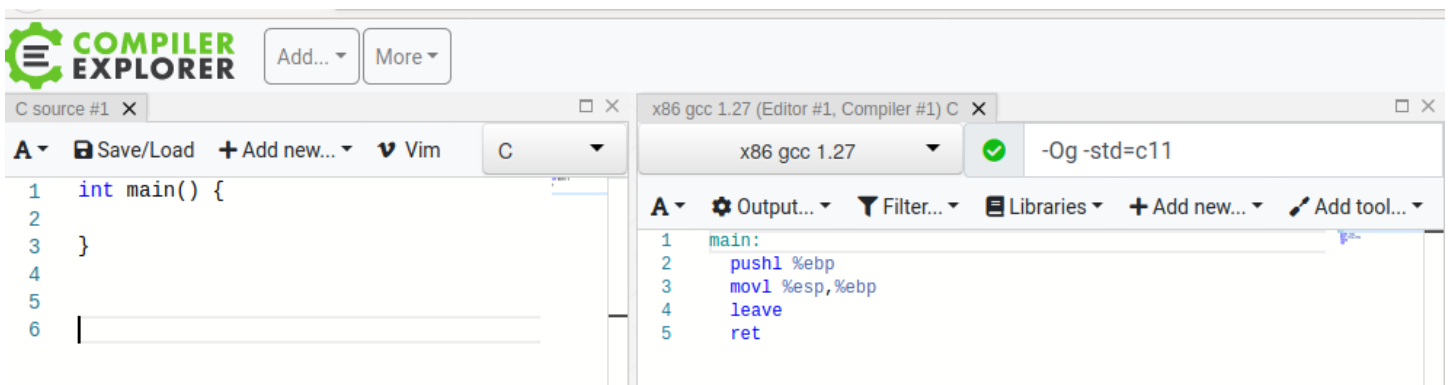 COMPILER
EXPLORER
Add...
More
C source #1
Save/Load
Add new...
Vim
C
1 int main() {
2
3 }
4
5
6
x86 gcc 1.27 (Editor #1, Compiler #1) C
x86 gcc 1.27
-Og -std=c11
A
Output...
Filter...
Libraries
Add new...
Add tool...
1 main:
2 pushl %ebp
3 movl %esp,%ebp
4 leave
5 ret